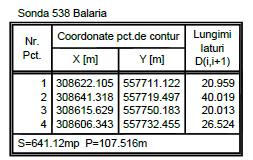 Sonda 538 Balaria
Nr. Pct. Coordonate pct.de contur Lungimi laturi D(i,i+1)
X [m] Y [m]
1 308622.105 557711.122 20.959
2 308641.318 557719.497 40.019
3 308615.629 557750.183 20.013
4 308606.343 557732.455 26.524
S=641.12mp P=107.516m